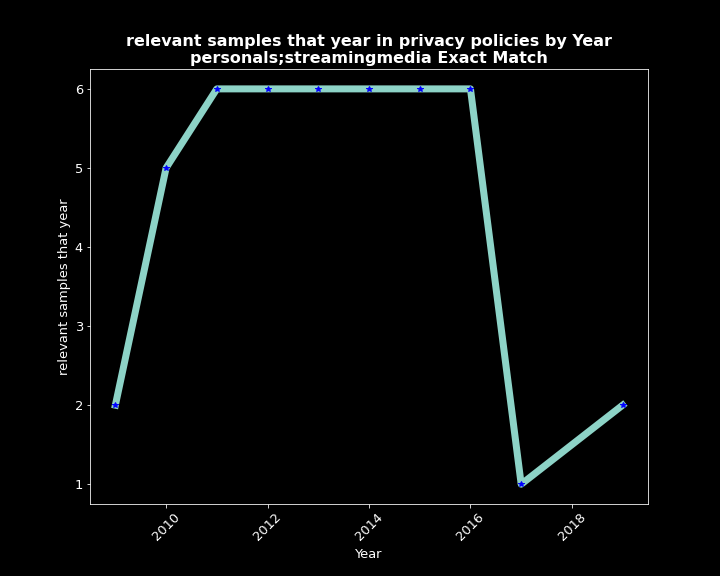 relevant samples that year in privacy policies by Year
personals;streamingmedia Exact Match
6
5
4
3
2
1
relevant samples that year
2010
2012
2014
2016
2018
Year